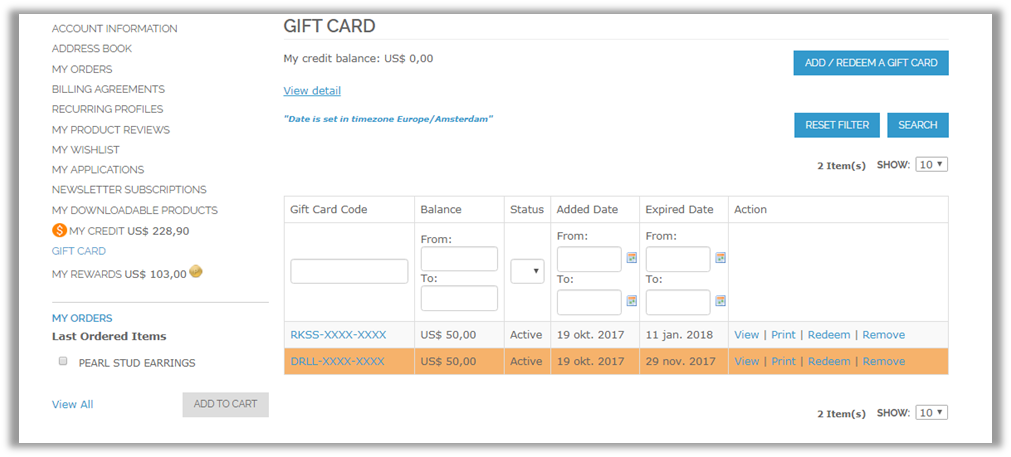 ACCOUNT INFORMATION
ADDRESS BOOK
MY ORDERS
BILLING AGREEMENTS
RECURRING PROFILES
MY PRODUCT REVIEWS
MY WISHLIST
MY APPLICATIONS
NEWSLETTER SUBSCRIPTIONS
MY DOWNLOADABLE PRODUCTS
$ MY CREDIT US$ 228,90
GIFT CARD
MY REWARDS US$ 103,00
MY ORDERS
Last Ordered Items
PEARL STUD EARRINGS
View All ADD TO CART
GIFT CARD
My credit balance: US$ 0,00
ADD / REDEEM A GIFT CARD
View detail
"Date is set in timezone Europe/Amsterdam"
RESET FILTER SEARCH
2 Item(s) SHOW: 10
Gift Card Code Balance Status Added Date Expired Date Action
From: From: From:
To: To: To:
RKSS-XXXX-XXXX US$ 50,00 Active 19 okt. 2017 11 jan. 2018 View | Print | Redeem | Remove
DRLL-XXXX-XXXX US$ 50,00 Active 19 okt. 2017 29 nov. 2017 View | Print | Redeem | Remove
2 Item(s) SHOW: 10